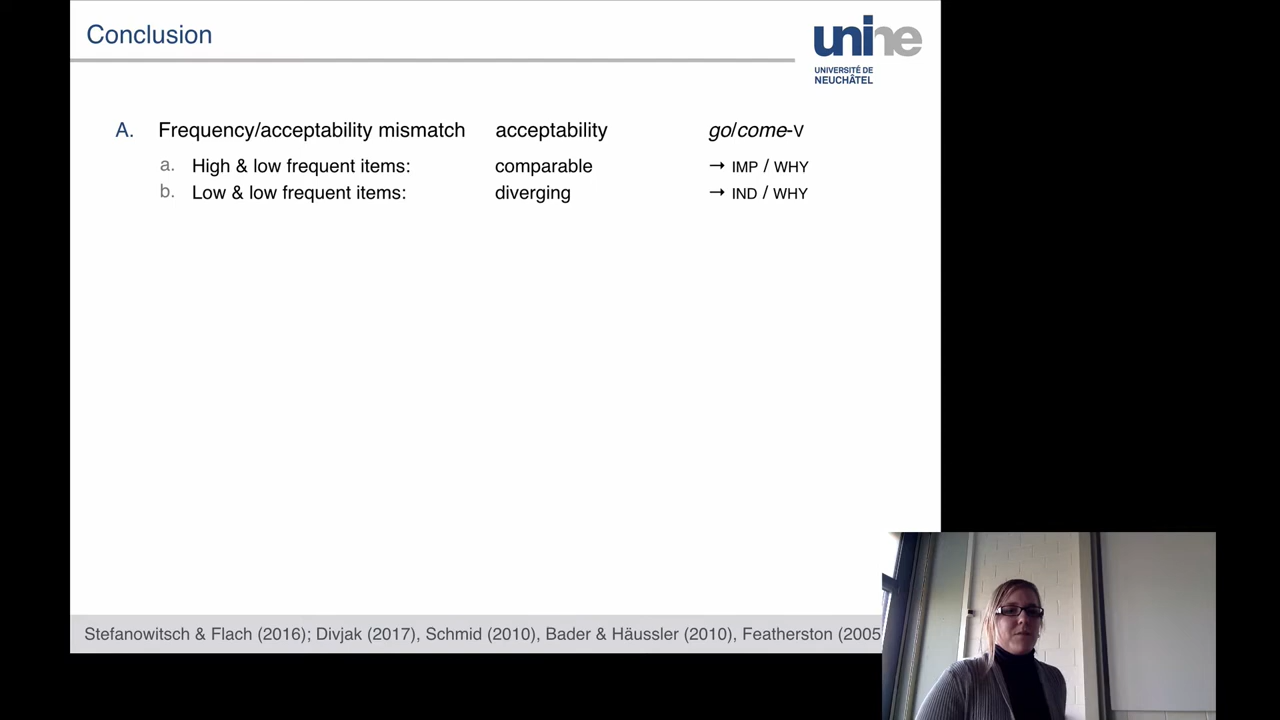 Conclusion
unine
UNIVERSITÉ DE
NEUCHÂTEL
A. Frequency/acceptability mismatch acceptability go/come-V
a. High & low frequent items: comparable → IMP / WHY
b. Low & low frequent items: diverging → IND / WHY
Stefanowitsch & Flach (2016); Divjak (2017), Schmid (2010), Bader & Häussler (2010), Featherston (2005